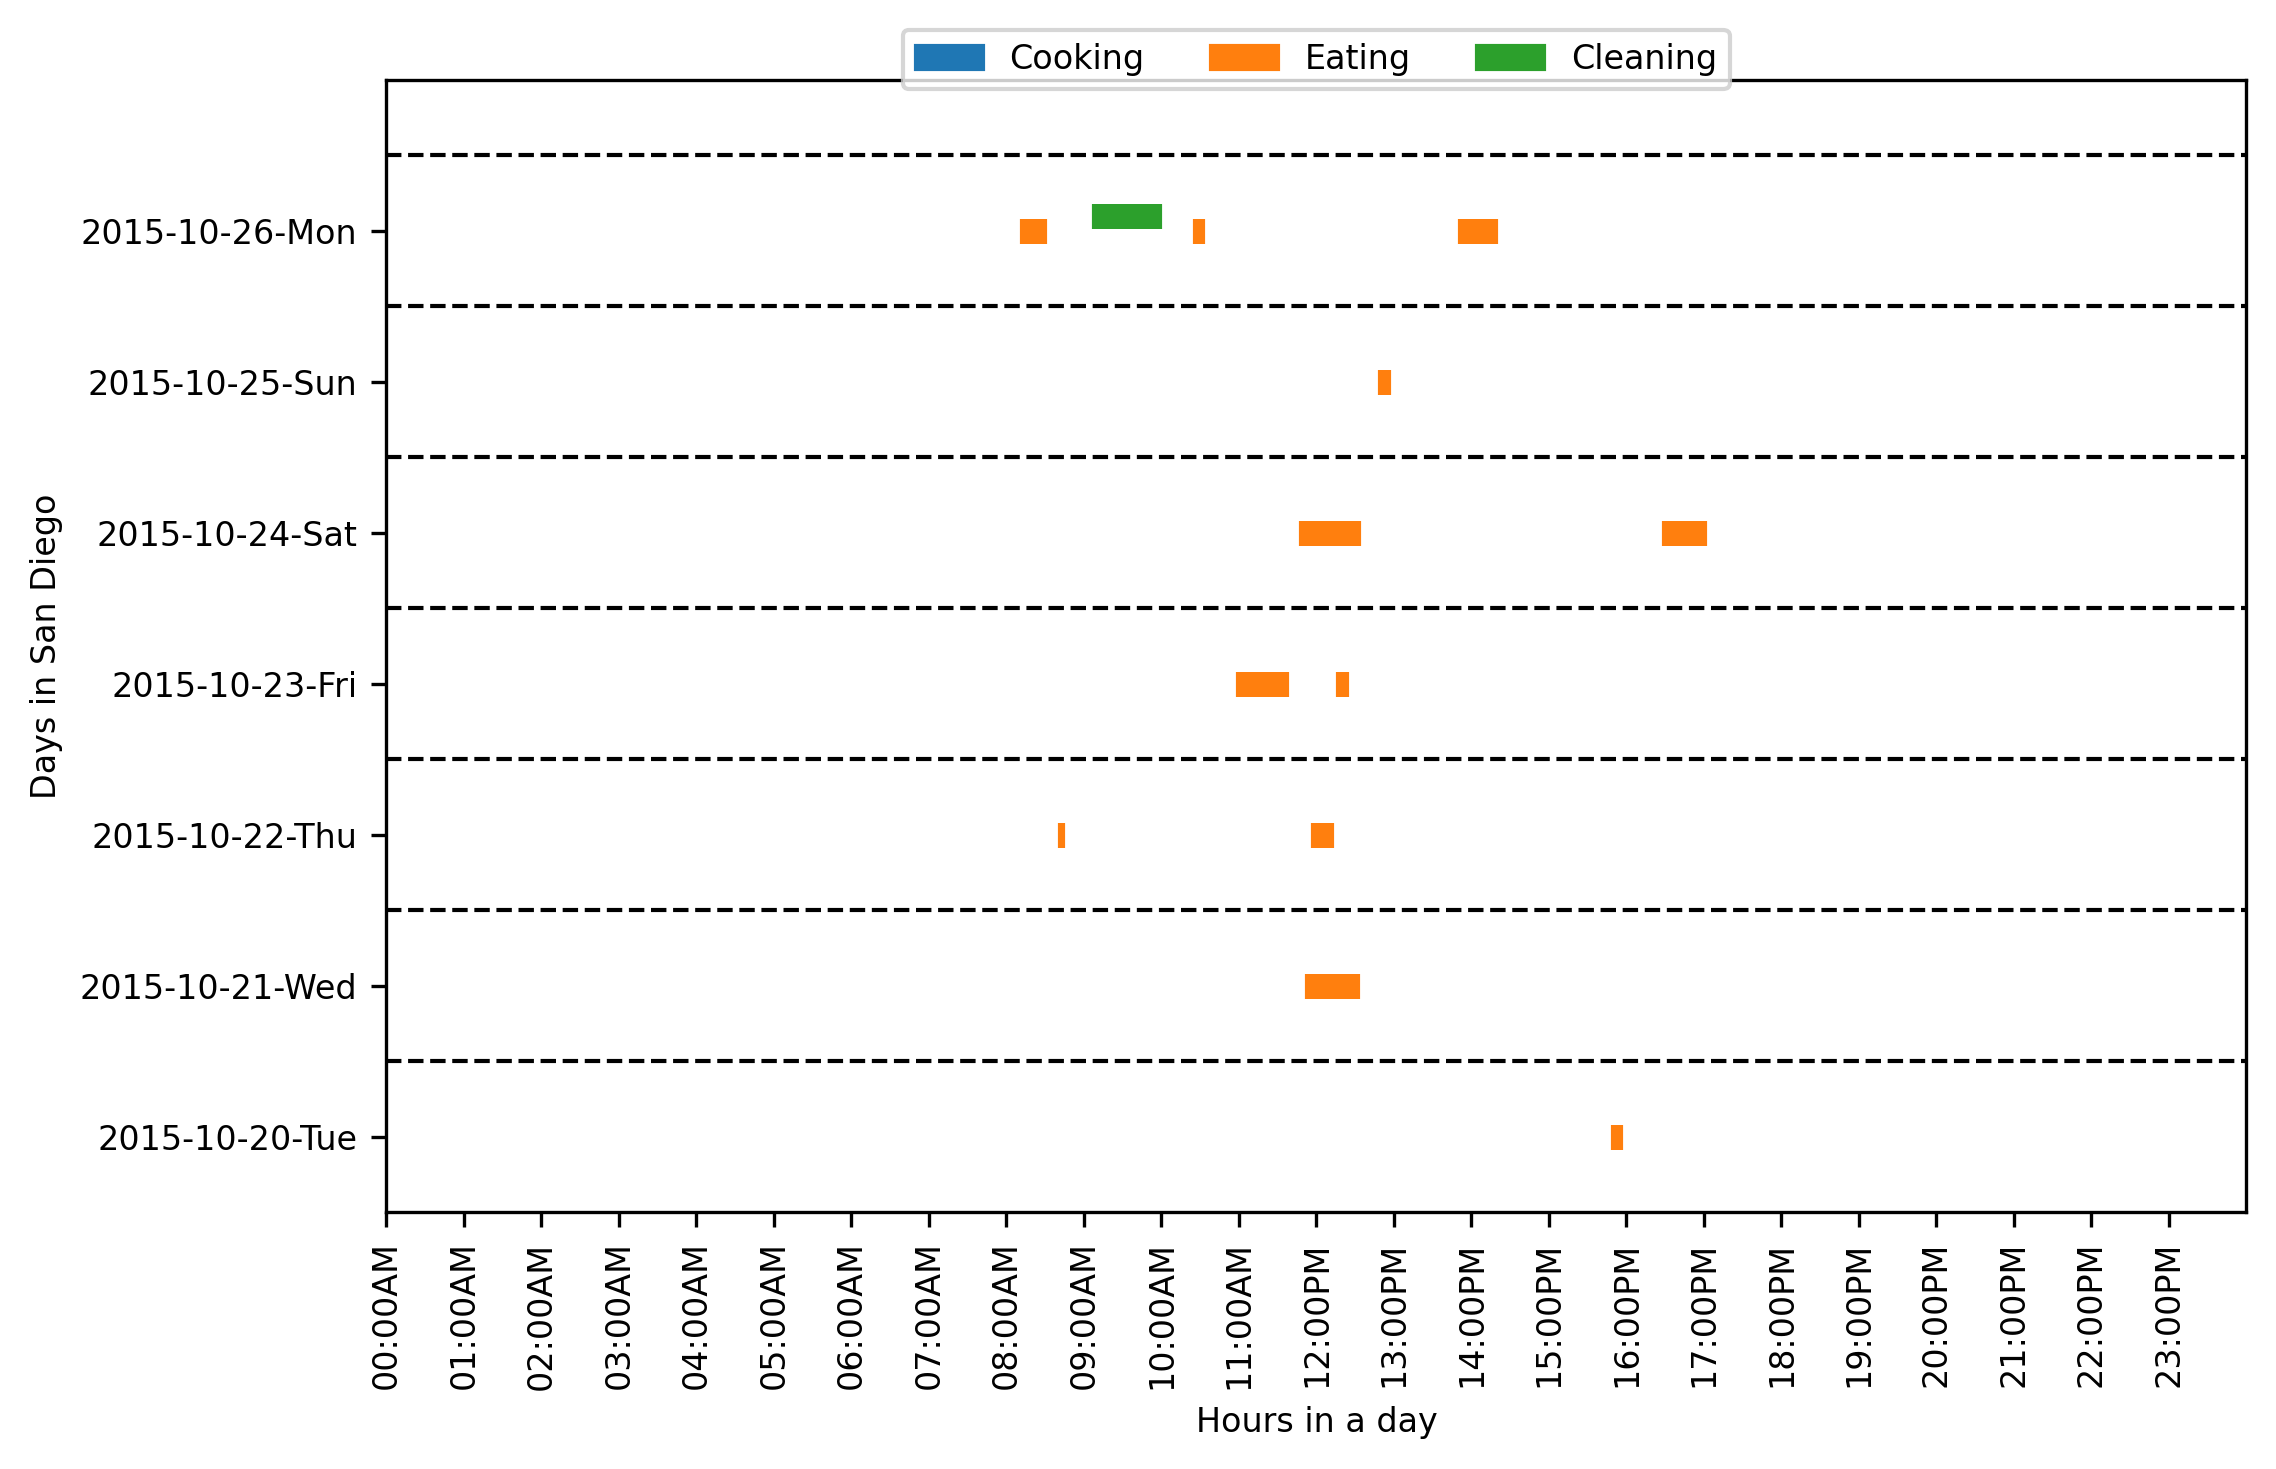 Cooking Eating Cleaning
2015-10-26-Mon
2015-10-25-Sun
2015-10-24-Sat
2015-10-23-Fri
2015-10-22-Thu
2015-10-21-Wed
2015-10-20-Tue
Days in San Diego
00:00AM
01:00AM
02:00AM
03:00AM
04:00AM
05:00AM
06:00AM
07:00AM
08:00AM
09:00AM
10:00AM
11:00AM
12:00PM
13:00PM
14:00PM
15:00PM
16:00PM
17:00PM
18:00PM
19:00PM
20:00PM
21:00PM
22:00PM
23:00PM
Hours in a day